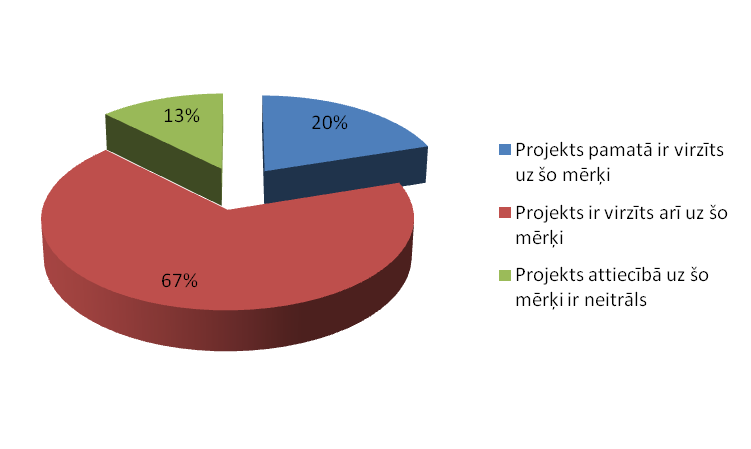 13%
20%
67%
Projekts pamatā ir virzīts
uz šo mērķi
Projekts ir virzīts arī uz šo
mērķi
Projekts attiecībā uz šo
mērķi ir neitrāls